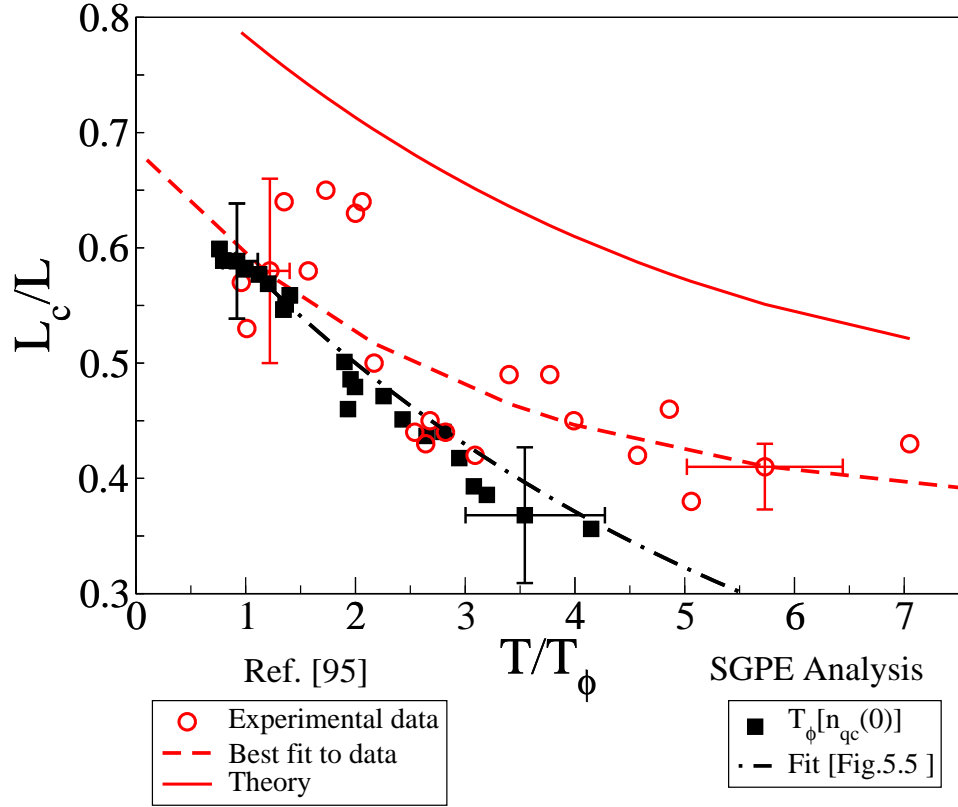 0.8
0.7
0.6
0.5
0.4
0.3
L_c/L
0 1 2 3 4 5 6 7
T/T_ϕ
Ref. [95]
Experimental data
Best fit to data
Theory
SGPE Analysis
T_ϕ[n_qc(0)]
Fit [Fig.5.5 ]